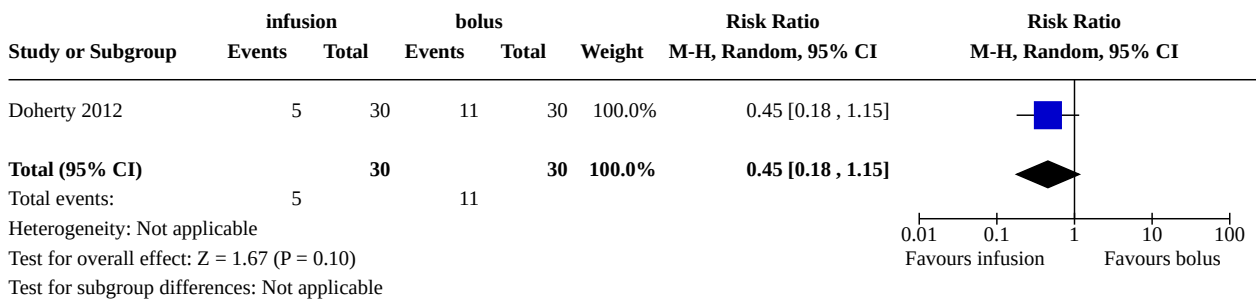 infusion bolus Risk Ratio Risk Ratio
Study or Subgroup Events Total Events Total Weight M-H, Random, 95% CI M-H, Random, 95% CI
Doherty 2012 5 30 11 30 100.0% 0.45 [0.18 , 1.15]
Total (95% CI) 30 30 100.0% 0.45 [0.18 , 1.15]
Total events: 5 11
Heterogeneity: Not applicable
0.01 0.1 1 10 100
Test for overall effect: Z = 1.67 (P = 0.10) Favours infusion Favours bolus
Test for subgroup differences: Not applicable